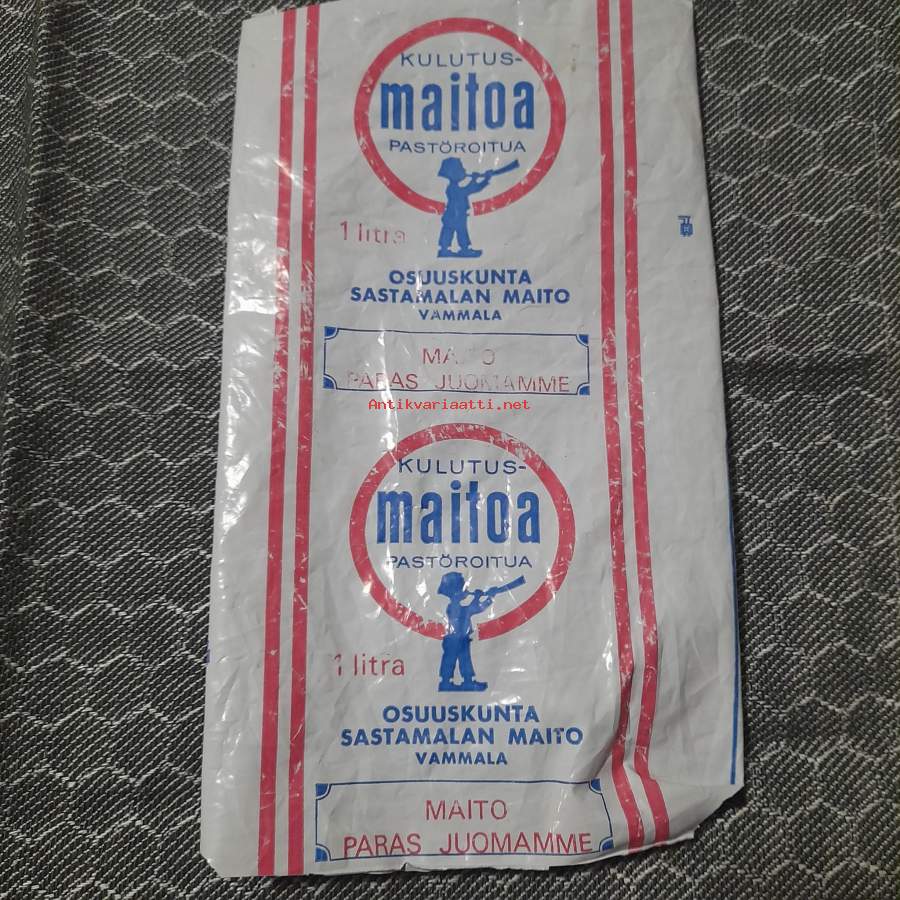 KULUTUS-
maitoa
PASTÖROITUA
1 litra
OSUUSKUNTA
SASTAMALAN MAITO
VAMMALA
MAITO
PARAS JUOMAMME
Antikvariaatti.net
KULUTUS-
maitoa
PASTÖROITUA
1 litra
OSUUSKUNTA
SASTAMALAN MAITO
VAMMALA
MAITO
PARAS JUOMAMME